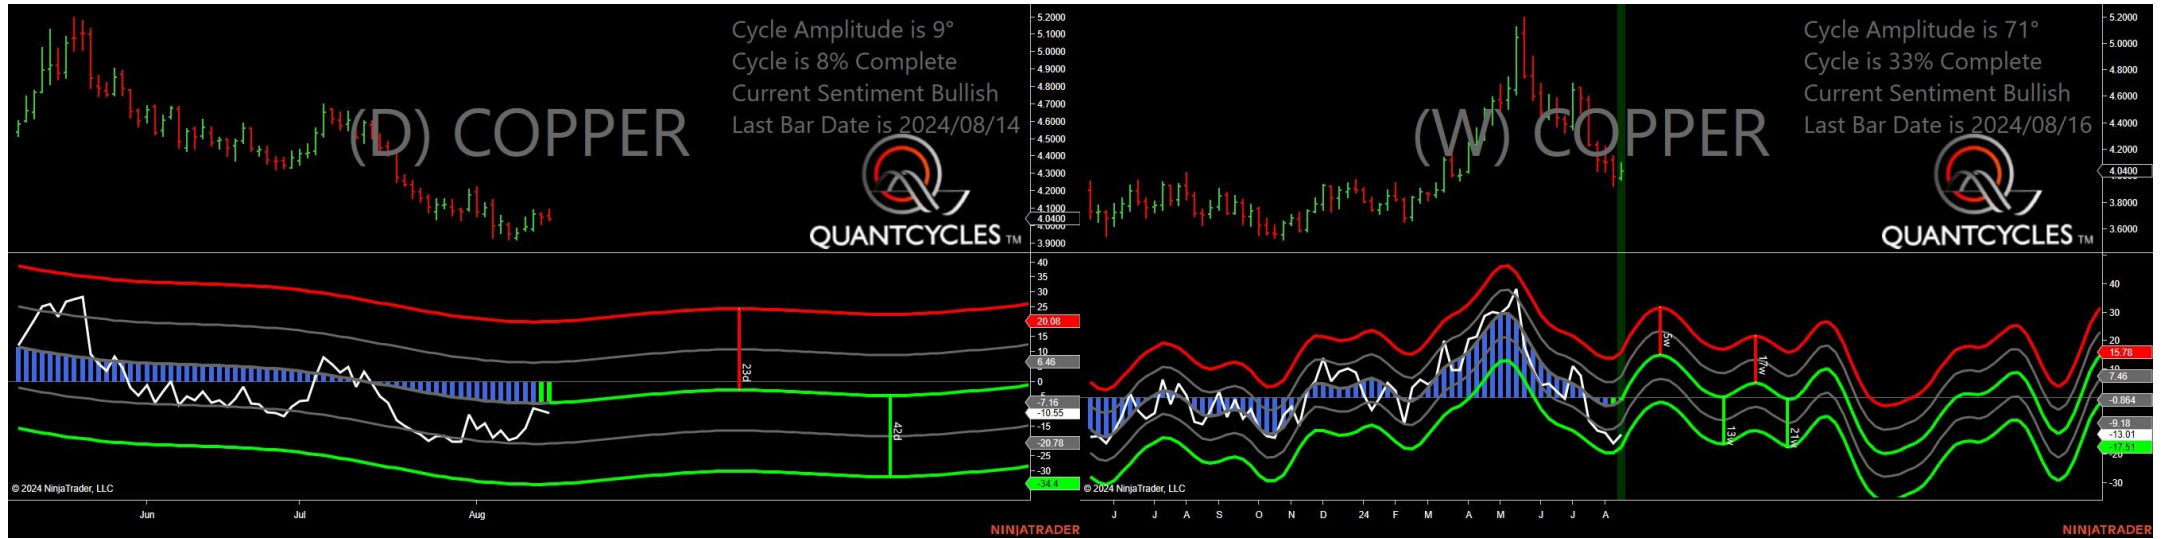 Cycle Amplitude is 9°
Cycle is 8% Complete
Current Sentiment Bullish
Last Bar Date is 2024/08/14
(D) COPPER
QUANTCYCLES TM
5.2000
5.1000
5.0000
4.9000
4.8000
4.7000
4.6000
4.5000
4.4000
4.3000
4.2000
4.1000
4.0400
4.0000
3.9000
40
35
30
25
20.08
15
10
6.46
0
-7.16
-10.55
-15
-20.78
-25
-30
-34.4
23d
42d
© 2024 NinjaTrader, LLC
Jun
Jul
Aug
NINJATRADER
Cycle Amplitude is 71°
Cycle is 33% Complete
Current Sentiment Bullish
Last Bar Date is 2024/08/16
(W) COPPER
QUANTCYCLES TM
5.2000
5.0000
4.8000
4.6000
4.4000
4.2000
4.0400
3.8000
3.6000
40
30
20
15.78
7.46
-0.864
-9.18
-13.01
-17.51
-20
-30
5w
17w
13w
21w
© 2024 NinjaTrader, LLC
J J A S O N D 24 F M A M J J A
NINJATRADER